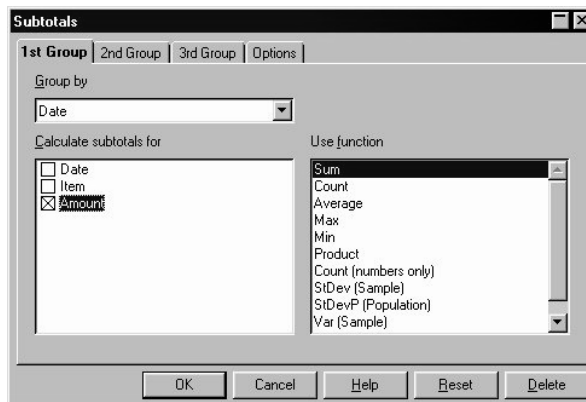 Subtotals
1st Group 2nd Group 3rd Group Options
Group by
Date
Calculate subtotals for
Date
Item
Amount
Use function
Sum
Count
Average
Max
Min
Product
Count (numbers only)
StDev (Sample)
StDevP (Population)
Var (Sample)
OK Cancel Help Reset Delete